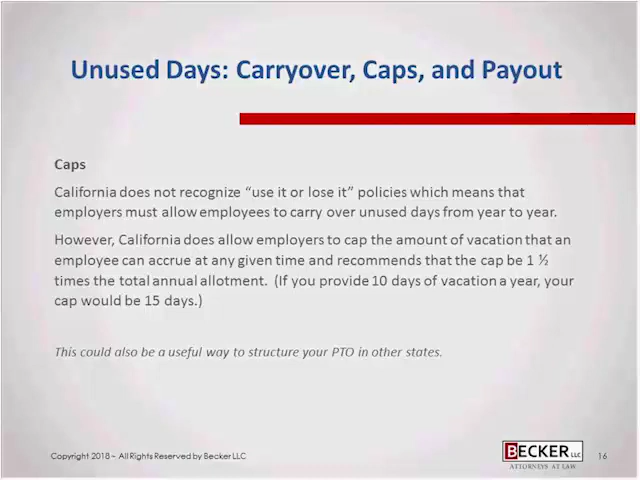 Unused Days: Carryover, Caps, and Payout
Caps
California does not recognize “use it or lose it” policies which means that
employers must allow employees to carry over unused days from year to year.
However, California does allow employers to cap the amount of vacation that an
employee can accrue at any given time and recommends that the cap be 1 ½
times the total annual allotment. (If you provide 10 days of vacation a year, your
cap would be 15 days.)
This could also be a useful way to structure your PTO in other states.
Copyright 2018 – All Rights Reserved by Becker LLC
BECKER LLC
ATTORNEYS AT LAW
16